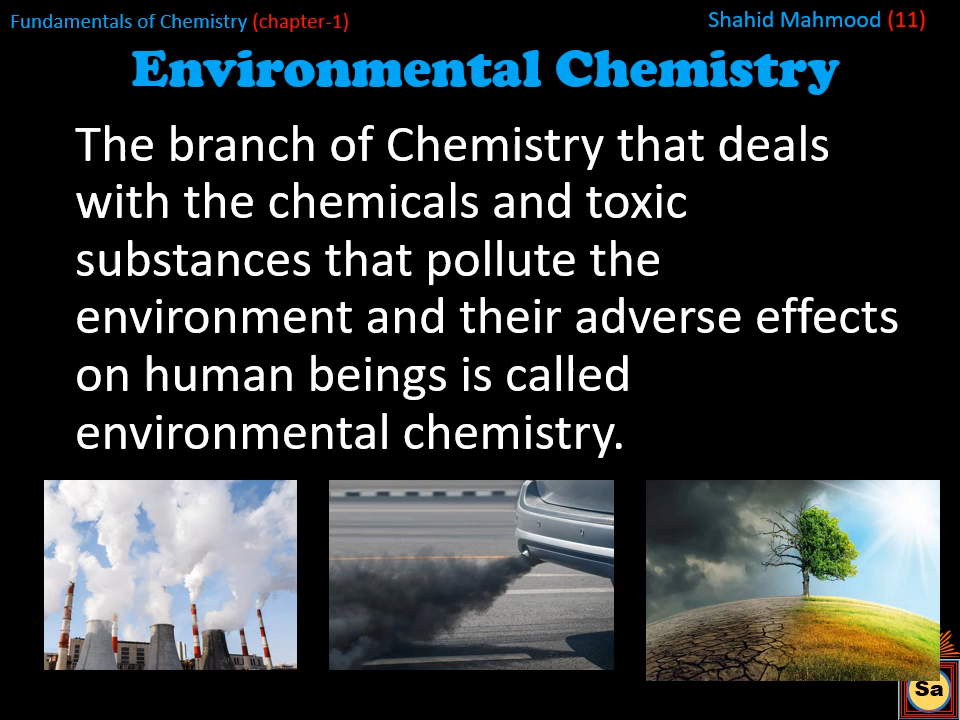 Fundamentals of Chemistry (chapter-1)
Shahid Mahmood (11)
Environmental Chemistry
The branch of Chemistry that deals
with the chemicals and toxic
substances that pollute the
environment and their adverse effects
on human beings is called
environmental chemistry.
Sa